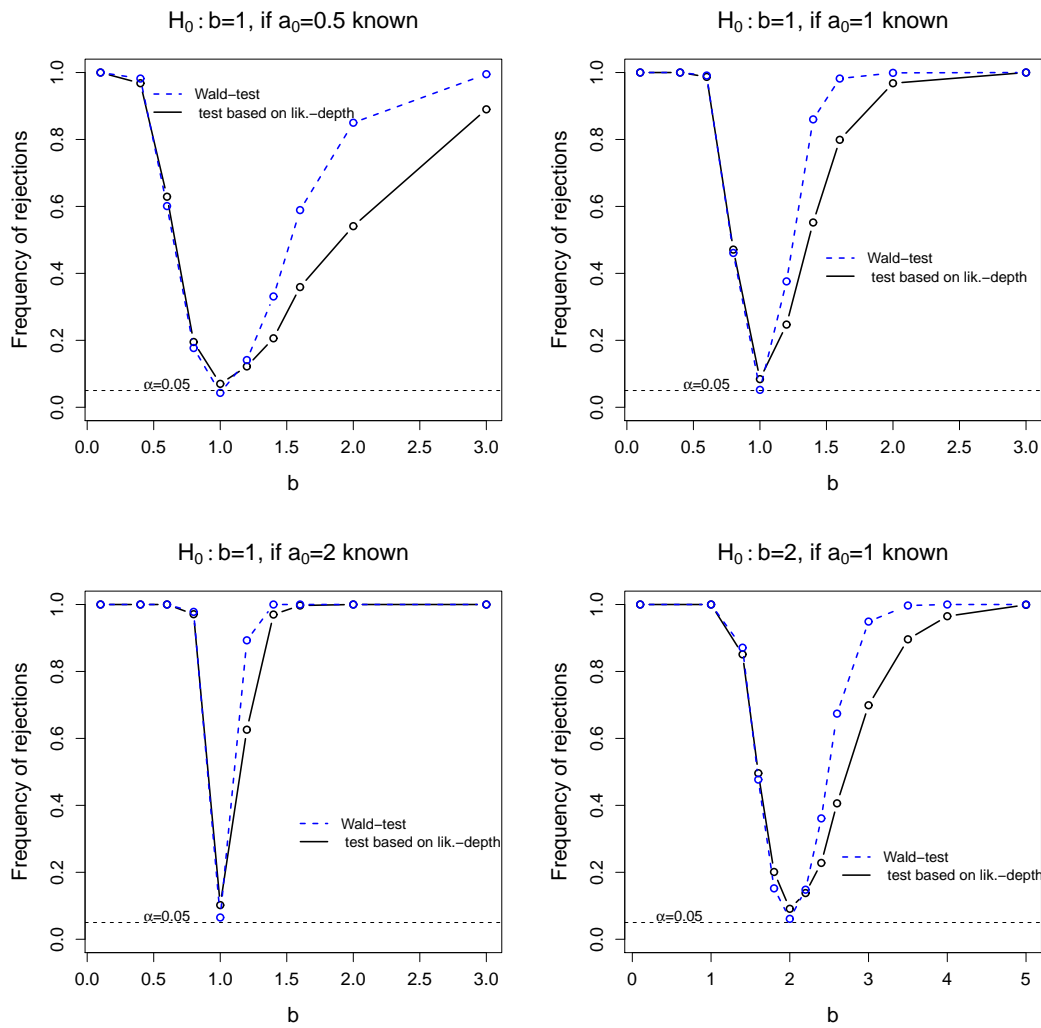 H₀ : b=1, if a₀=0.5 known
Frequency of rejections
0.0 0.2 0.4 0.6 0.8 1.0
Wald−test
test based on lik.−depth
α=0.05
0.0 0.5 1.0 1.5 2.0 2.5 3.0
b
H₀ : b=1, if a₀=1 known
Frequency of rejections
0.0 0.2 0.4 0.6 0.8 1.0
Wald−test
test based on lik.−depth
α=0.05
0.0 0.5 1.0 1.5 2.0 2.5 3.0
b
H₀ : b=1, if a₀=2 known
Frequency of rejections
0.0 0.2 0.4 0.6 0.8 1.0
Wald−test
test based on lik.−depth
α=0.05
0.0 0.5 1.0 1.5 2.0 2.5 3.0
b
H₀ : b=2, if a₀=1 known
Frequency of rejections
0.0 0.2 0.4 0.6 0.8 1.0
Wald−test
test based on lik.−depth
α=0.05
0 1 2 3 4 5
b